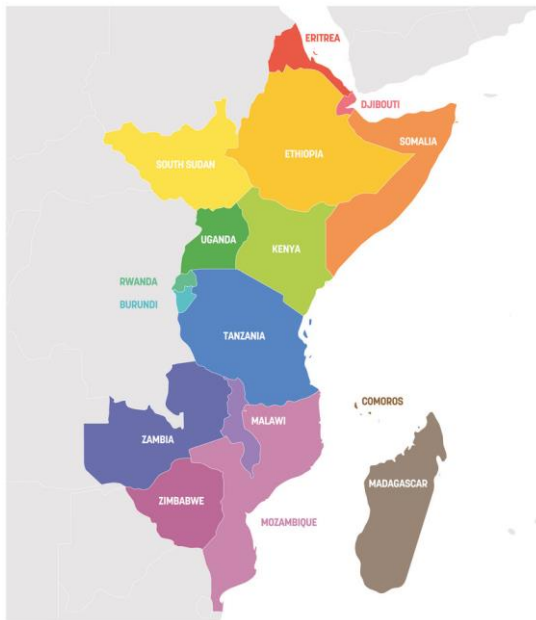 ERITREA
DJIBOUTI
SOMALIA
ETHIOPIA
SOUTH SUDAN
UGANDA
KENYA
RWANDA
BURUNDI
TANZANIA
COMOROS
MALAWI
ZAMBIA
MADAGASCAR
ZIMBABWE
MOZAMBIQUE